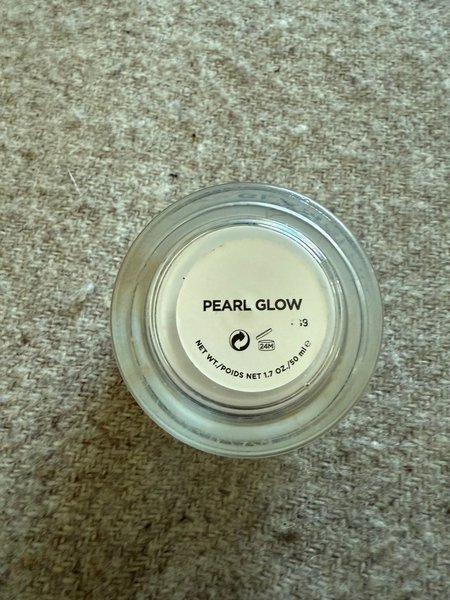 PEARL GLOW
24M
NET WT./POIDS NET 1.7 OZ./50 ml ℮